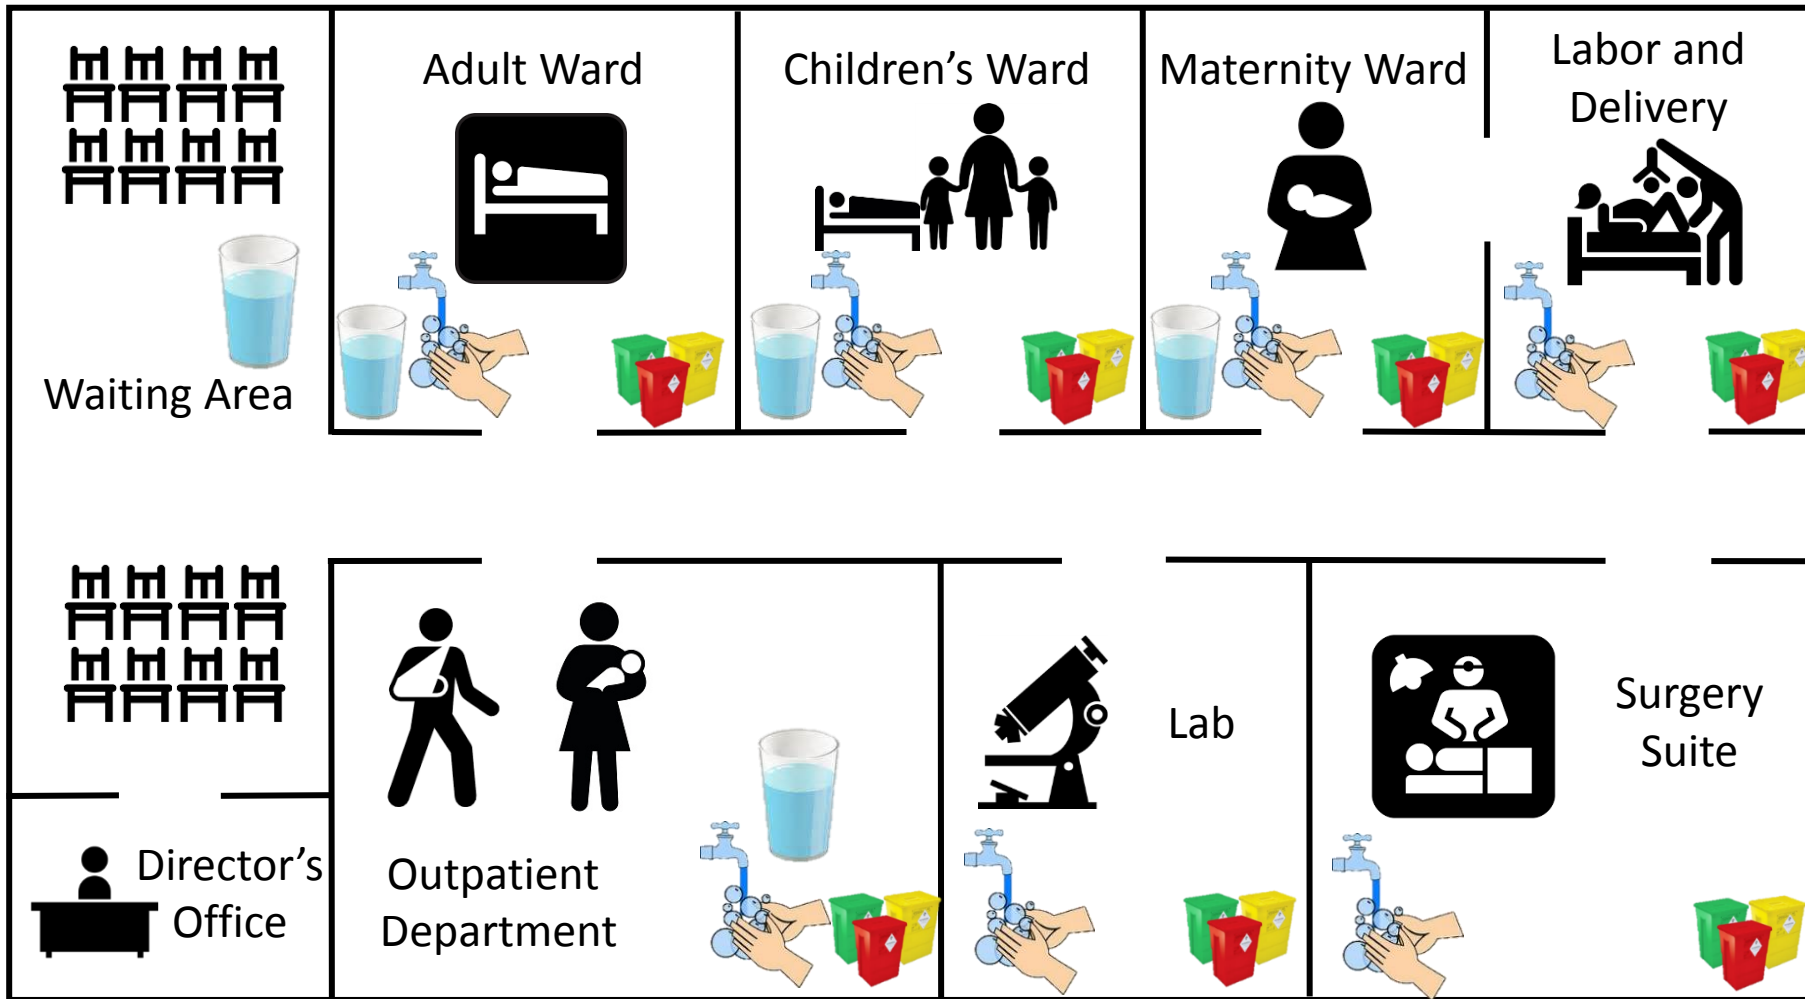 Adult Ward
Children's Ward
Maternity Ward
Labor and
Delivery
Waiting Area
Lab
Surgery
Suite
Director's
Office
Outpatient
Department